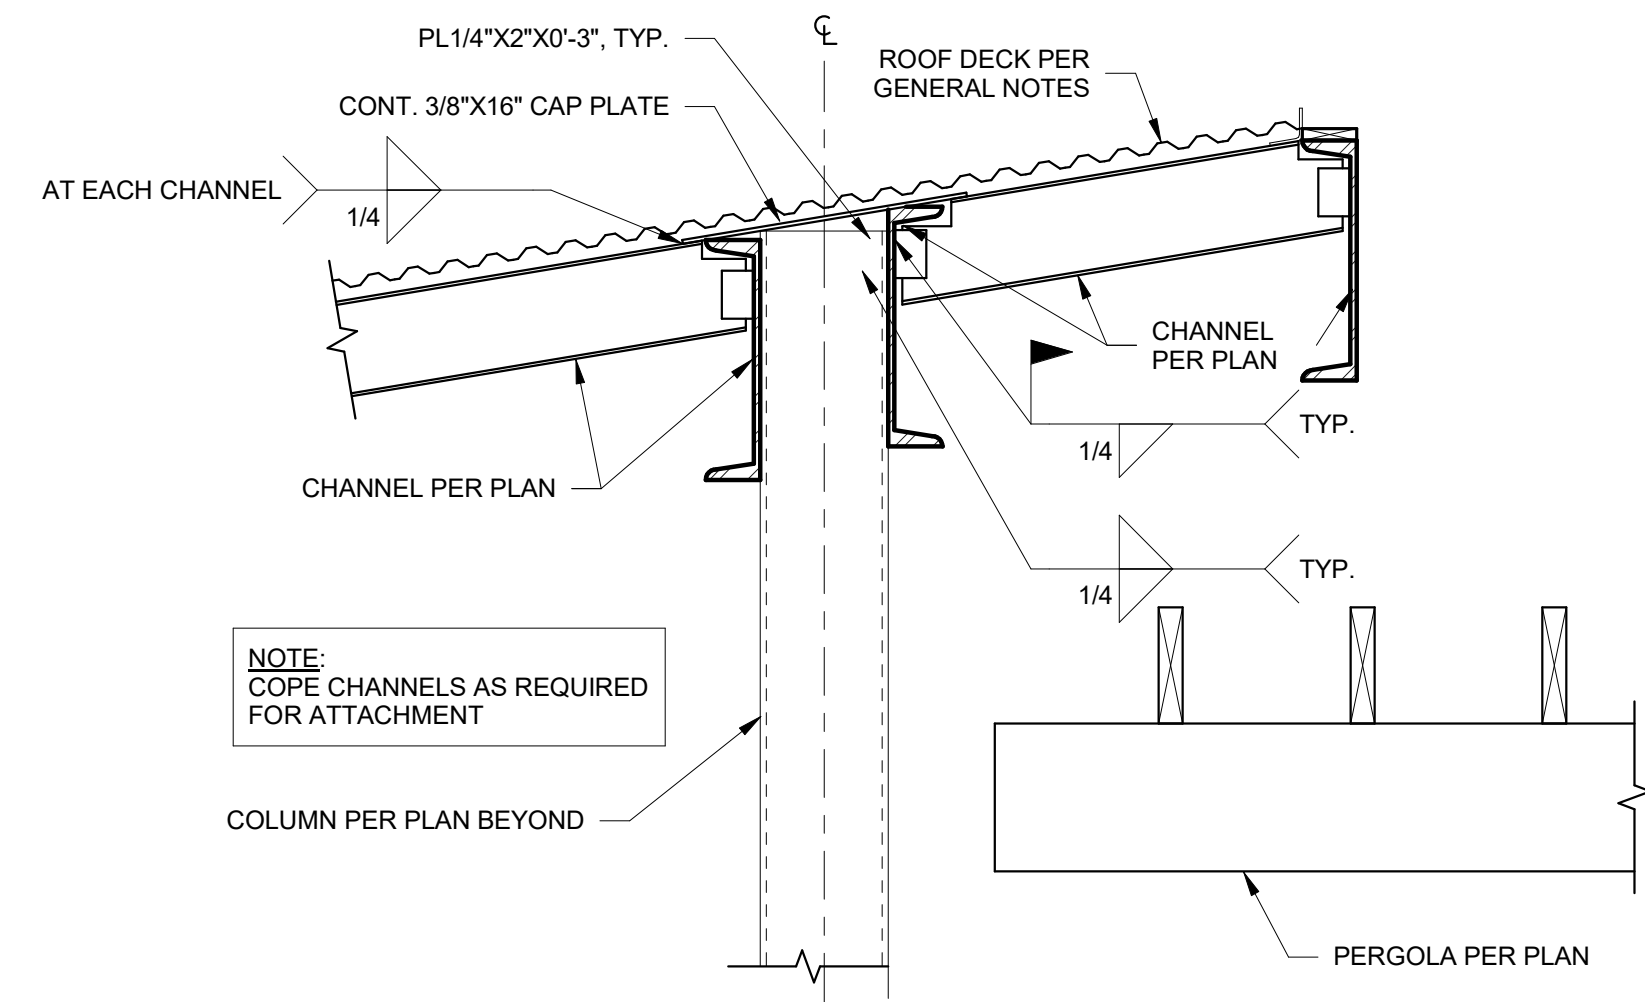 ℄
PL1/4"X2"X0'-3", TYP.
CONT. 3/8"X16" CAP PLATE
ROOF DECK PER
GENERAL NOTES
AT EACH CHANNEL
1/4
CHANNEL
PER PLAN
TYP.
1/4
CHANNEL PER PLAN
TYP.
1/4
NOTE:
COPE CHANNELS AS REQUIRED
FOR ATTACHMENT
COLUMN PER PLAN BEYOND
PERGOLA PER PLAN